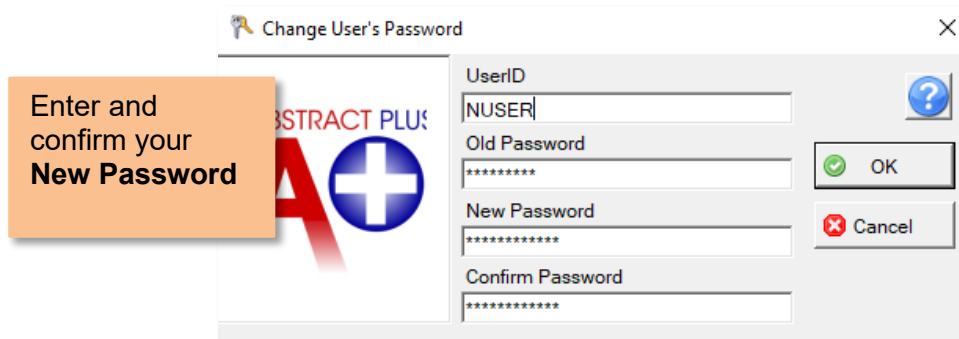 Change User's Password
Enter and
confirm your
New Password
BSTRACT PLUS
A+
UserID
NUSER
Old Password
*********
New Password
************
Confirm Password
************
?
OK
Cancel